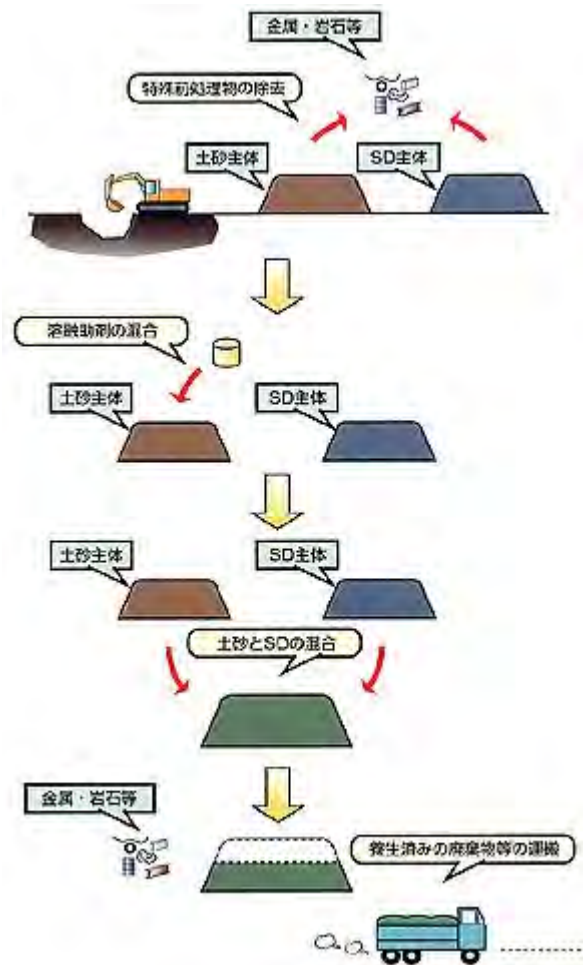 金属・岩石等
特殊前処理物の除去
土砂主体
SD主体
溶融助剤の混合
土砂主体
SD主体
土砂主体
SD主体
土砂とSDの混合
金属・岩石等
養生済みの廃棄物等の運搬